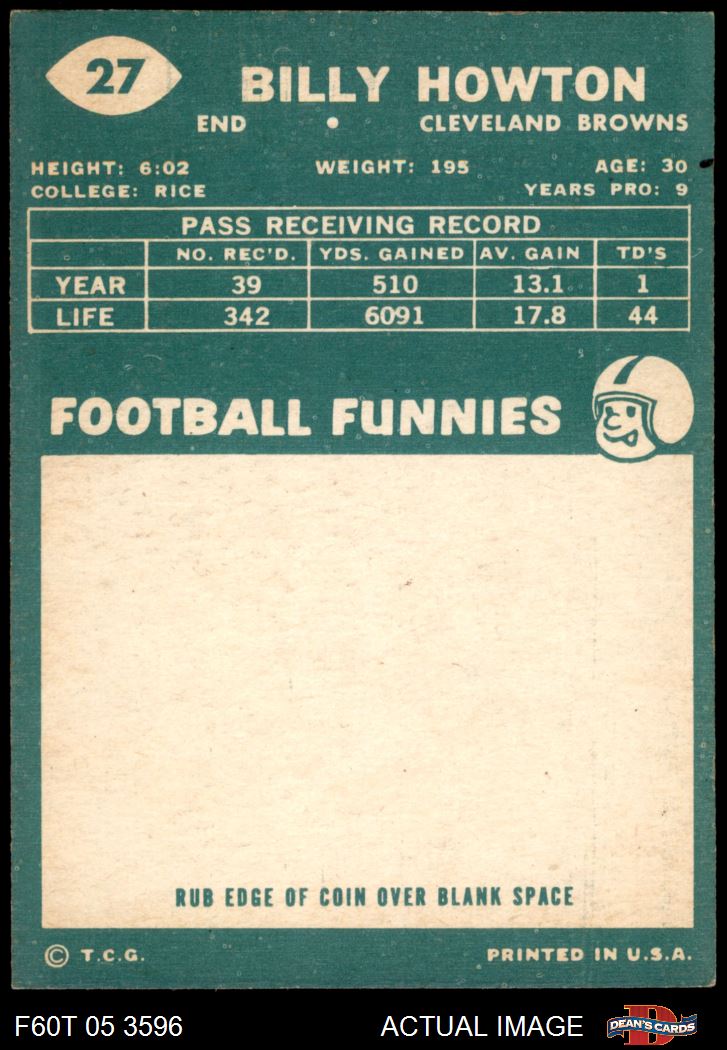 27
BILLY HOWTON
END • CLEVELAND BROWNS
HEIGHT: 6:02 WEIGHT: 195 AGE: 30
COLLEGE: RICE YEARS PRO: 9
PASS RECEIVING RECORD
NO. REC'D. YDS. GAINED AV. GAIN TD'S
YEAR 39 510 13.1 1
LIFE 342 6091 17.8 44
FOOTBALL FUNNIES
RUB EDGE OF COIN OVER BLANK SPACE
© T.C.G. PRINTED IN U.S.A.
F60T 05 3596 ACTUAL IMAGE D DEAN'S CARDS